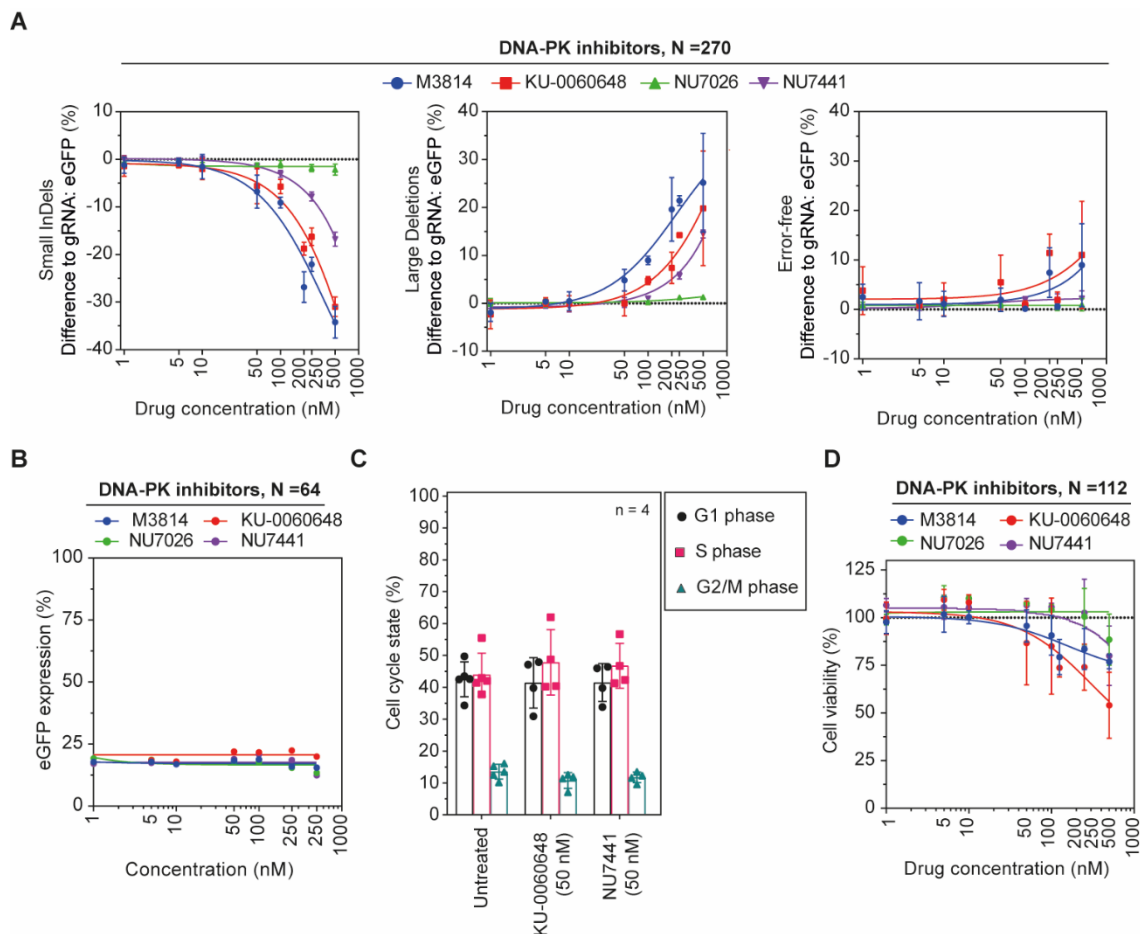 A
DNA-PK inhibitors, N =270
M3814 KU-0060648 NU7026 NU7441
Small InDels
Difference to gRNA: eGFP (%)
10
0
-10
-20
-30
-40
1
5
10
50
100
200
250
500
1000
Drug concentration (nM)
Large Deletions
Difference to gRNA: eGFP (%)
40
30
20
10
0
-10
1
5
10
50
100
200
250
500
1000
Drug concentration (nM)
Error-free
Difference to gRNA: eGFP (%)
40
30
20
10
0
-10
1
5
10
50
100
200
250
500
1000
Drug concentration (nM)
B
DNA-PK inhibitors, N =64
M3814 KU-0060648
NU7026 NU7441
eGFP expression (%)
100
75
50
25
0
1
5
10
50
100
250
500
1000
Concentration (nM)
C
n = 4
G1 phase
S phase
G2/M phase
Cell cycle state (%)
100
90
80
70
60
50
40
30
20
10
0
Untreated
KU-0060648
(50 nM)
NU7441
(50 nM)
D
DNA-PK inhibitors, N =112
M3814 KU-0060648
NU7026 NU7441
Cell viability (%)
125
100
75
50
25
0
1
5
10
50
100
200
250
500
1000
Drug concentration (nM)